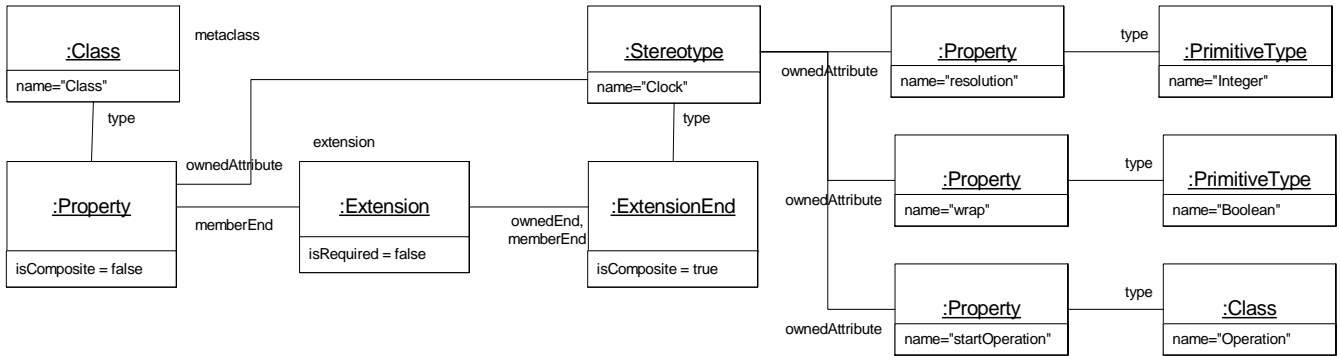 :Class
name="Class"
metaclass
:Stereotype
name="Clock"
ownedAttribute
:Property
name="resolution"
type
:PrimitiveType
name="Integer"
type
type
ownedAttribute
extension
:Property
isComposite = false
memberEnd
:Extension
isRequired = false
ownedEnd,
memberEnd
:ExtensionEnd
isComposite = true
ownedAttribute
:Property
name="wrap"
type
:PrimitiveType
name="Boolean"
ownedAttribute
:Property
name="startOperation"
type
:Class
name="Operation"